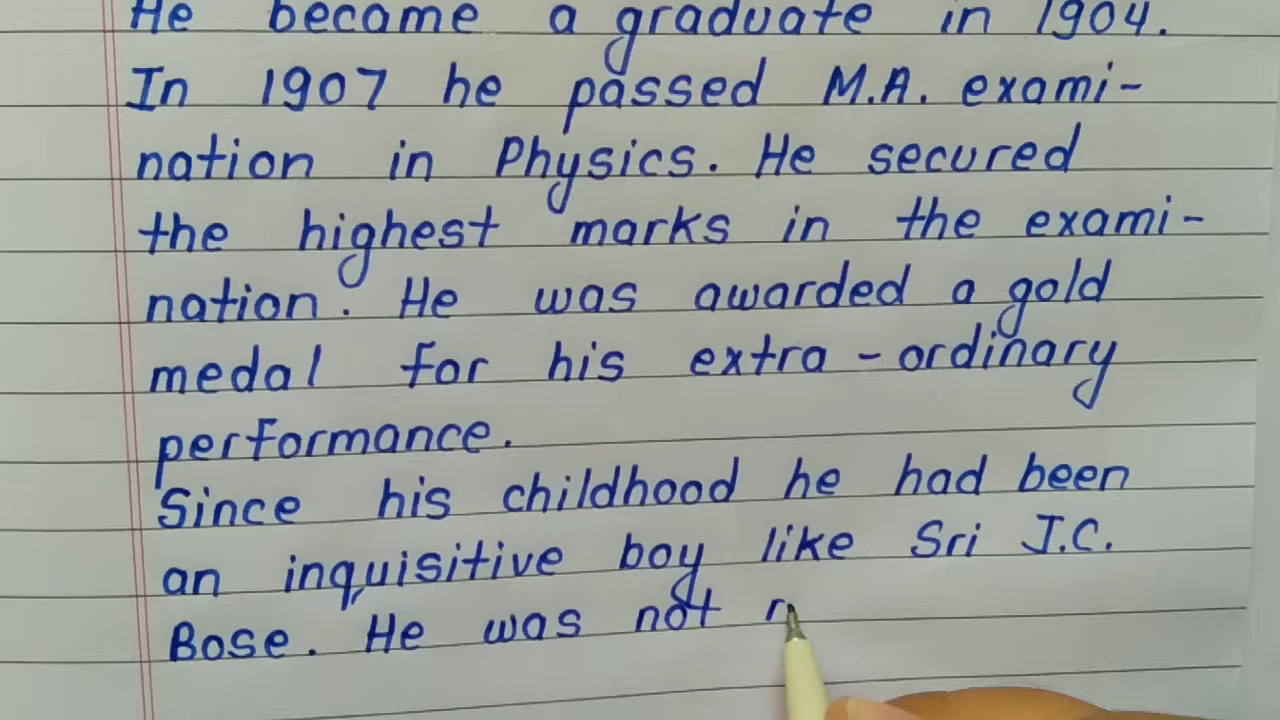 He became a graduate in 1904.
In 1907 he passed M.A. exami-
nation in Physics. He secured
the highest marks in the exami-
nation. He was awarded a gold
medal for his extra-ordinary
performance.
Since his childhood he had been
an inquisitive boy like Sri J.C.
Bose. He was not